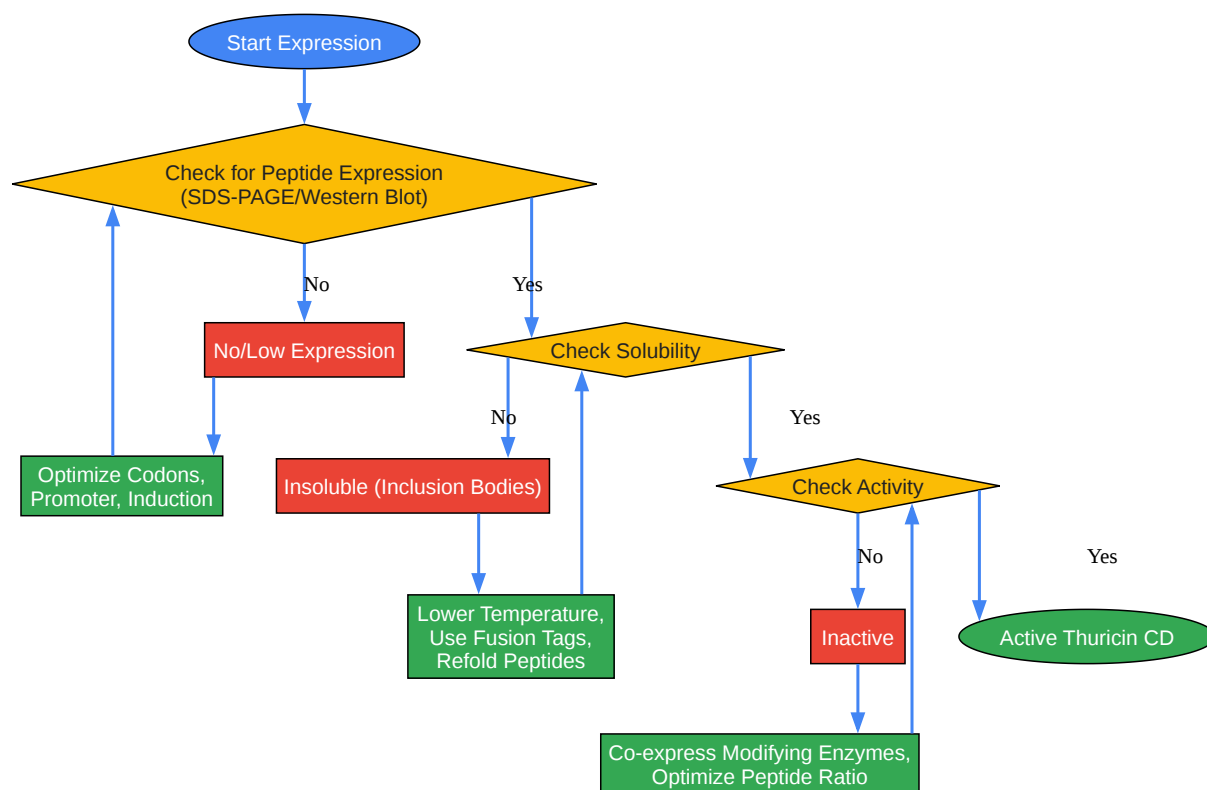 Start Expression
Check for Peptide Expression
(SDS-PAGE/Western Blot)
No
Yes
No/Low Expression
Check Solubility
No
Yes
Optimize Codons,
Promoter, Induction
Insoluble (Inclusion Bodies)
Check Activity
No
Yes
Lower Temperature,
Use Fusion Tags,
Refold Peptides
Inactive
Active Thuricin CD
Co-express Modifying Enzymes,
Optimize Peptide Ratio